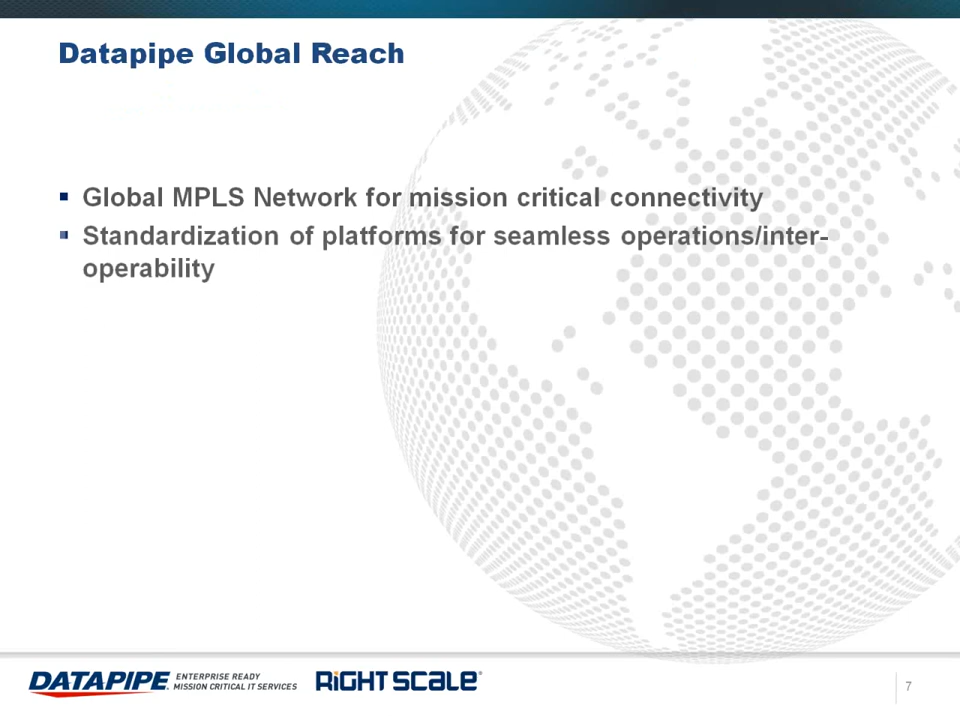 Datapipe Global Reach
▪ Global MPLS Network for mission critical connectivity
▪ Standardization of platforms for seamless operations/inter-
operability
DATAPIPE. ENTERPRISE READY
MISSION CRITICAL IT SERVICES
RIGHTSCALE®
7